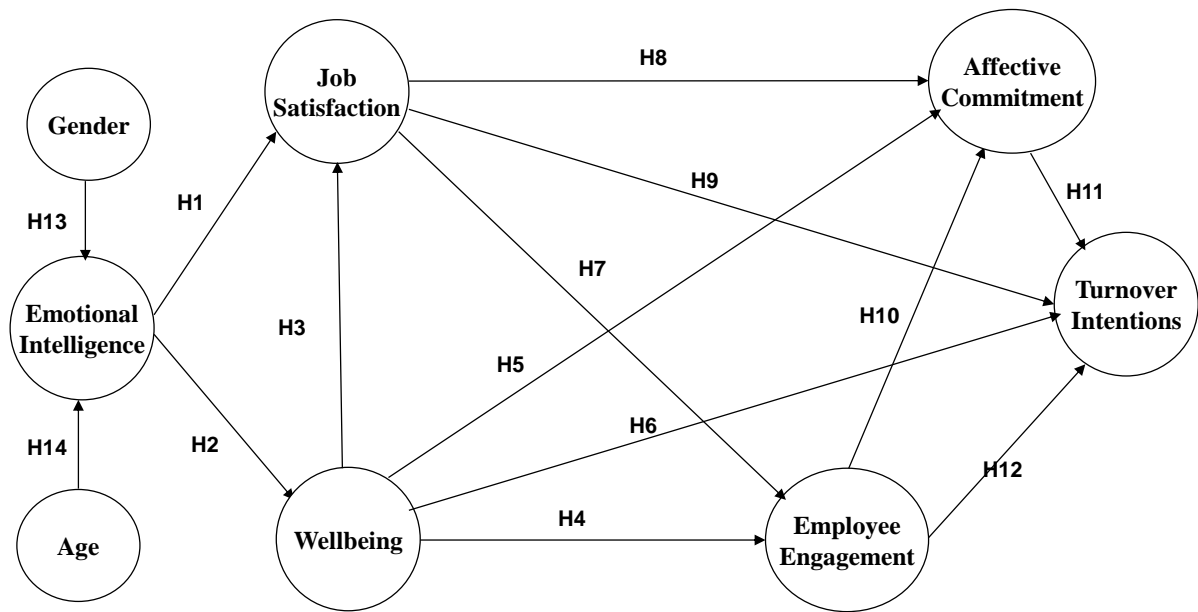 H8
Job
Satisfaction
Affective
Commitment
Gender
H9
H11
H1
H13
H7
Emotional
Intelligence
Turnover
Intentions
H3
H10
H5
H6
H14
H2
H12
H4
Age
Wellbeing
Employee
Engagement